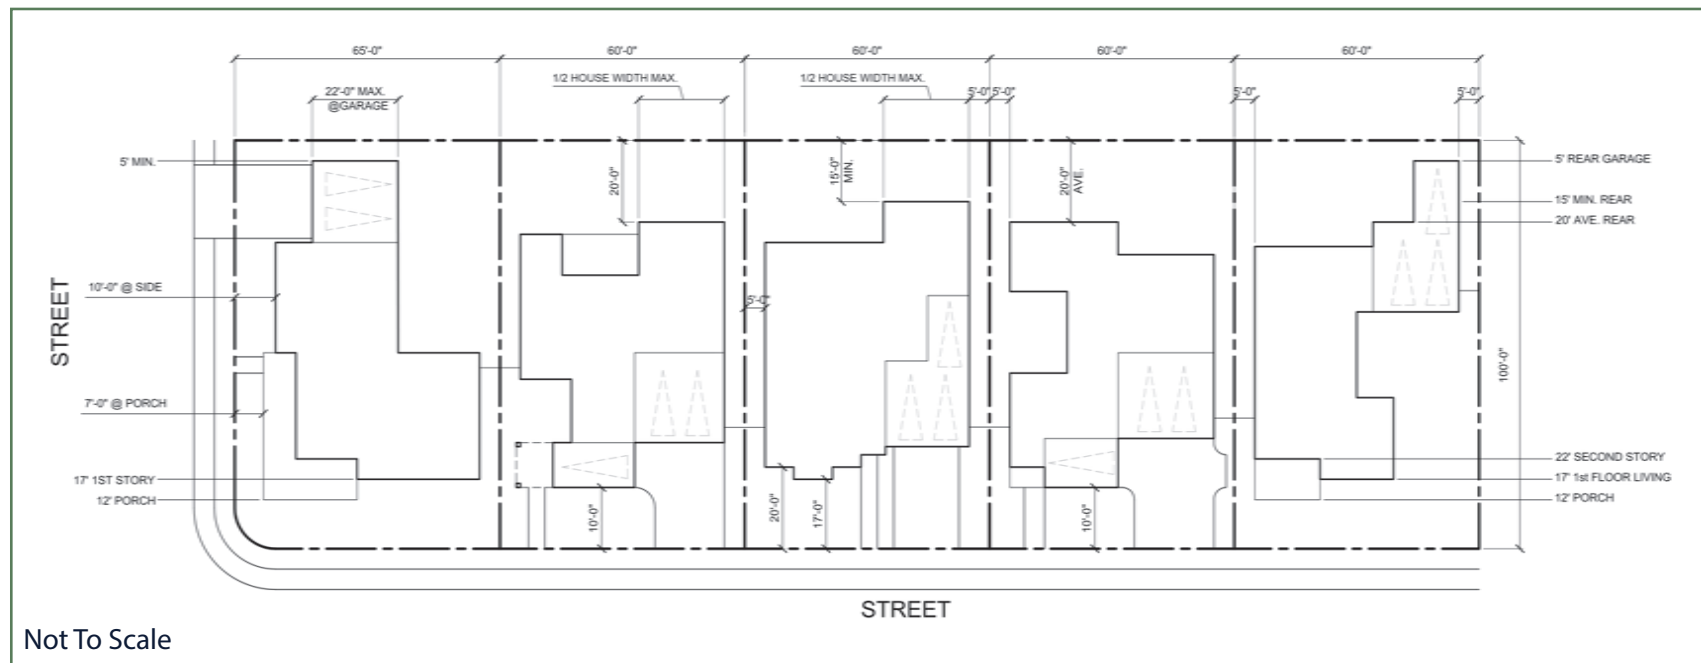 65'-0"
60'-0"
60'-0"
60'-0"
60'-0"
22'-0" MAX.
@GARAGE
1/2 HOUSE WIDTH MAX.
1/2 HOUSE WIDTH MAX.
5'-0"
5'-0"
5'-0"
5'-0"
5' MIN.
20'-0"
15'-0"
MIN.
20'-0"
AVE.
5' REAR GARAGE
15' MIN. REAR
20' AVE. REAR
STREET
10'-0" @ SIDE
5'-0"
100'-0"
7'-0" @ PORCH
17' 1ST STORY
12' PORCH
10'-0"
20'-0"
17'-0"
10'-0"
22' SECOND STORY
17' 1st FLOOR LIVING
12' PORCH
STREET
Not To Scale